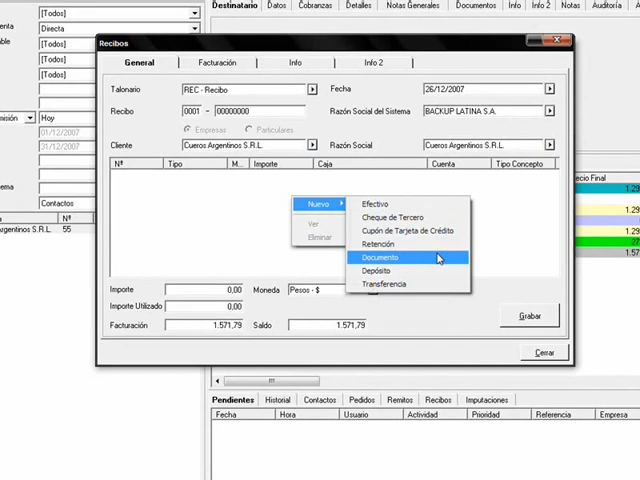 [Todos]
Directa
[Todos]
[Todos]
[Todos]
Hoy
01/12/2007
31/12/2007
Contactos
Nº
55
Destinatario Datos Cobranzas Detalles Notas Generales Documentos Info Info 2 Notas Auditoría
Recibos
General Facturación Info Info 2
Talonario REC - Recibo Fecha 26/12/2007
Recibo 0001 - 00000000 Razón Social del Sistema BACKUP LATINA S.A.
Empresas Particulares
Cliente Cueros Argentinos S.R.L. Razón Social Cueros Argentinos S.R.L.
Nº Tipo M... Importe Caja Cuenta Tipo Concepto
Nuevo
Ver
Eliminar
Efectivo
Cheque de Tercero
Cupón de Tarjeta de Crédito
Retención
Documento
Depósito
Transferencia
Importe 0,00 Moneda Pesos - $
Importe Utilizado 0,00
Facturación 1.571,79 Saldo 1.571,79
Grabar
Cerrar
Final
Pendientes Historial Contactos Pedidos Remitos Recibos Imputaciones
Fecha Hora Usuario Actividad Prioridad Referencia Empresa